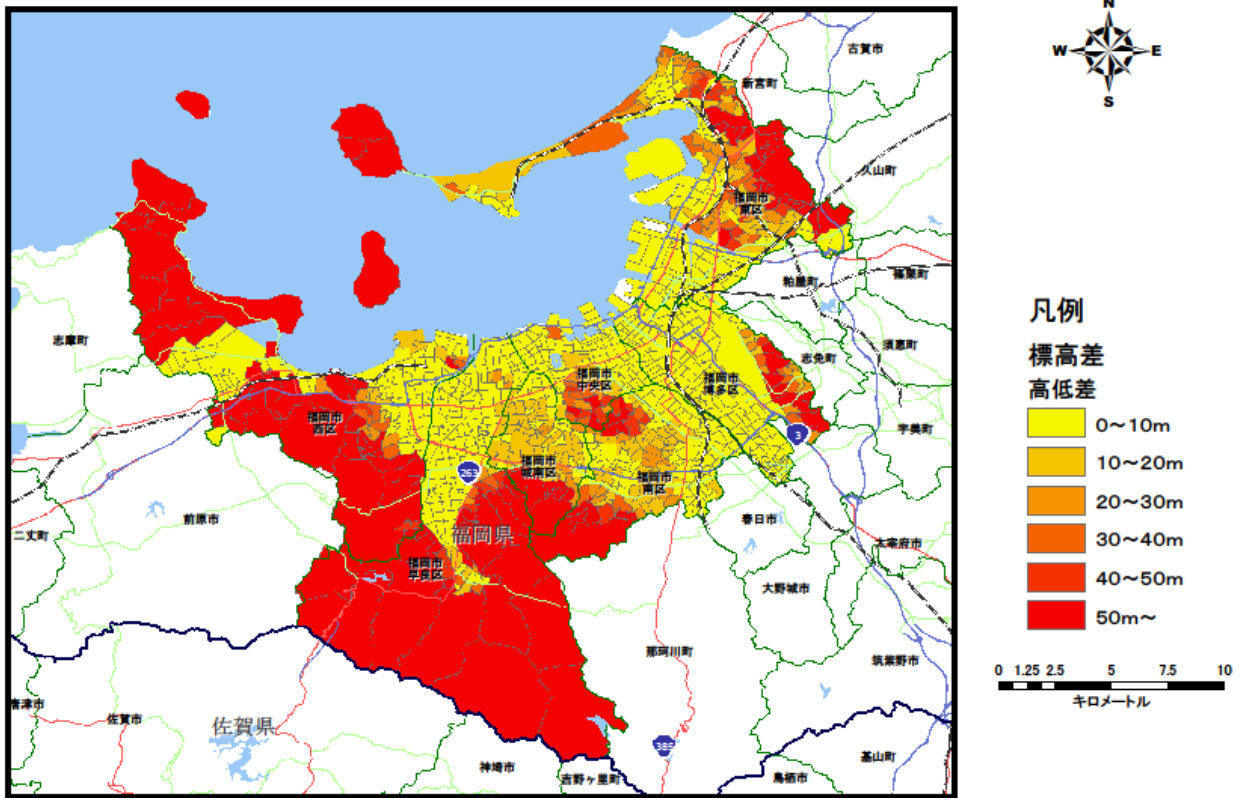 N
W
E
S
古賀市
新宮町
久山町
福岡市
東区
篠栗町
粕屋町
志摩町
志免町
須恵町
福岡市
中央区
福岡市
博多区
福岡市
西区
宇美町
3
263
福岡市
城南区
福岡市
南区
前原市
春日市
二丈町
福岡県
太宰府市
福岡市
早良区
大野城市
那珂川町
筑紫野市
唐津市
佐賀市
佐賀県
385
基山町
神埼市
吉野ヶ里町
鳥栖市
凡例
標高差
高低差
0～10m
10～20m
20～30m
30～40m
40～50m
50m～
0 1.25 2.5 5 7.5 10
キロメートル